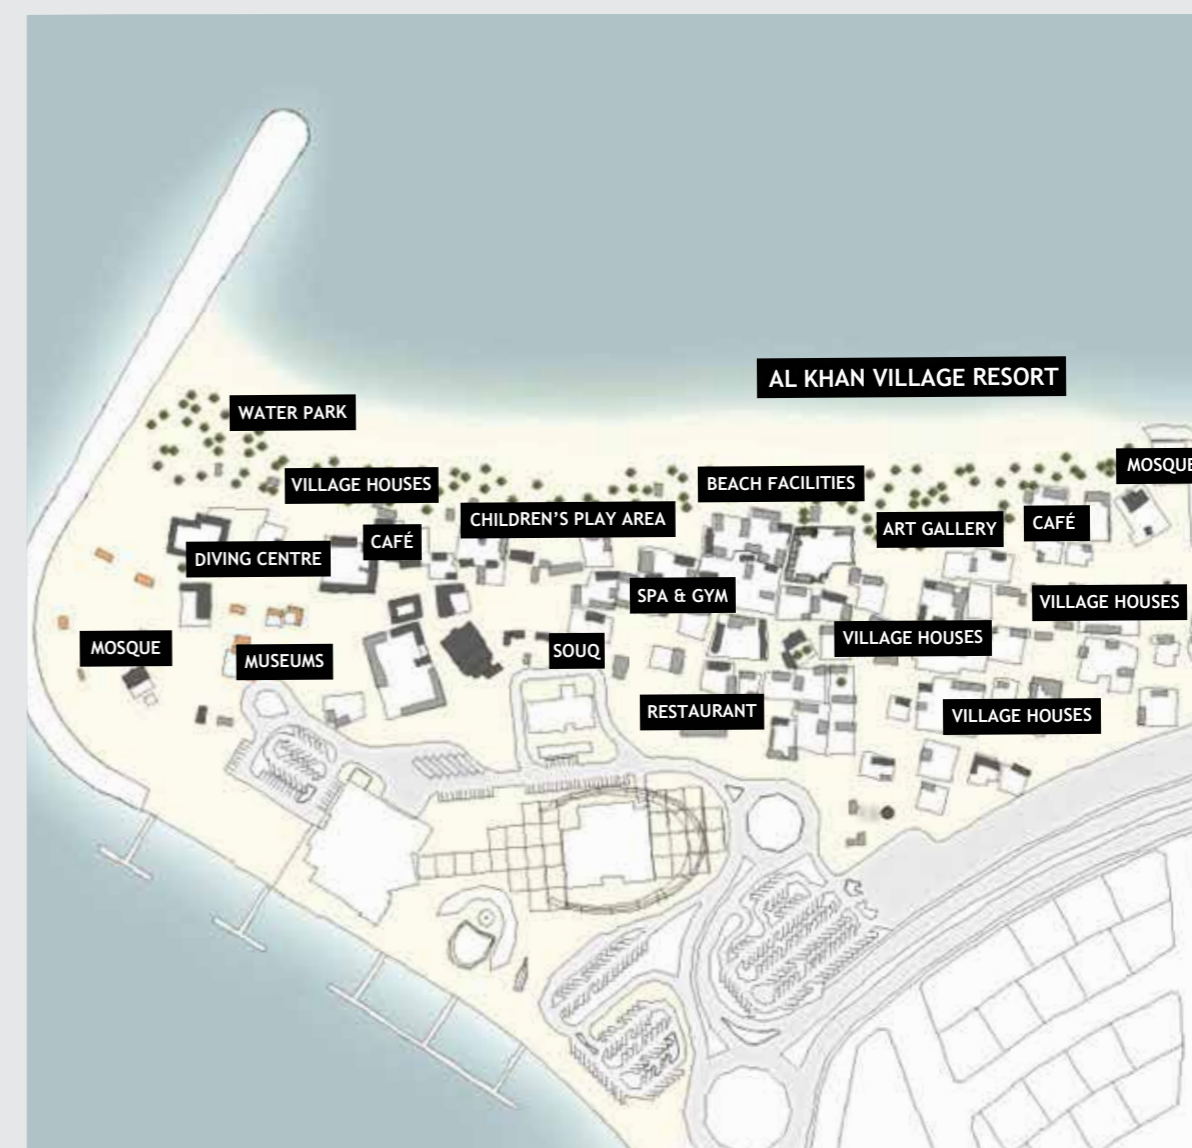 AL KHAN VILLAGE RESORT
WATER PARK
MOSQUE
BEACH FACILITIES
VILLAGE HOUSES
CHILDREN'S PLAY AREA
CAFÉ
ART GALLERY
CAFÉ
DIVING CENTRE
SPA & GYM
VILLAGE HOUSES
VILLAGE HOUSES
MOSQUE
SOUQ
MUSEUMS
RESTAURANT
VILLAGE HOUSES